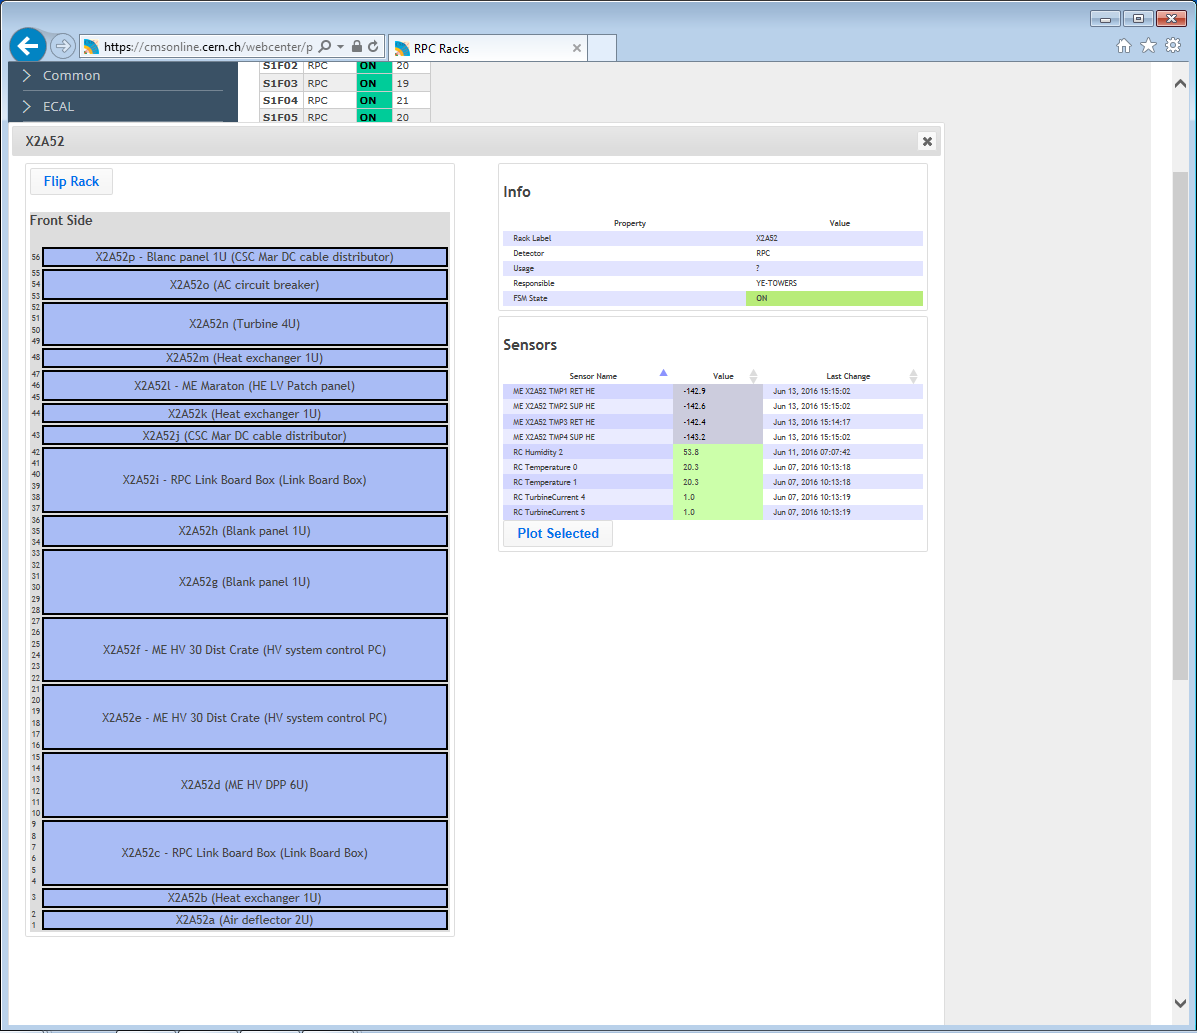 https://cmsonline.cern.ch/webcenter/p
RPC Racks
Common
ECAL
S1F02 RPC ON 20
S1F03 RPC ON 19
S1F04 RPC ON 21
S1F05 RPC ON 20
X2A52
Flip Rack
Front Side
56 X2A52p - Blanc panel 1U (CSC Mar DC cable distributor)
55
54 X2A52o (AC circuit breaker)
53
52
51 X2A52n (Turbine 4U)
50
49
48 X2A52m (Heat exchanger 1U)
47
46 X2A52l - ME Maraton (HE LV Patch panel)
45
44 X2A52k (Heat exchanger 1U)
43 X2A52j (CSC Mar DC cable distributor)
42
41
40 X2A52i - RPC Link Board Box (Link Board Box)
39
38
37
36
35 X2A52h (Blank panel 1U)
34
33
32
31 X2A52g (Blank panel 1U)
30
29
28
27
26
25 X2A52f - ME HV 30 Dist Crate (HV system control PC)
24
23
22
21
20
19 X2A52e - ME HV 30 Dist Crate (HV system control PC)
18
17
16
15
14
13 X2A52d (ME HV DPP 6U)
12
11
10
9
8
7 X2A52c - RPC Link Board Box (Link Board Box)
6
5
4
3 X2A52b (Heat exchanger 1U)
2 X2A52a (Air deflector 2U)
1
Info
Property Value
Rack Label X2A52
Detector RPC
Usage ?
Responsible YE-TOWERS
FSM State ON
Sensors
Sensor Name Value Last Change
ME X2A52 TMP1 RET HE -142.9 Jun 13, 2016 15:15:02
ME X2A52 TMP2 SUP HE -142.6 Jun 13, 2016 15:15:02
ME X2A52 TMP3 RET HE -142.4 Jun 13, 2016 15:14:17
ME X2A52 TMP4 SUP HE -143.2 Jun 13, 2016 15:15:02
RC Humidity 2 53.8 Jun 11, 2016 07:07:42
RC Temperature 0 20.3 Jun 07, 2016 10:13:18
RC Temperature 1 20.3 Jun 07, 2016 10:13:18
RC TurbineCurrent 4 1.0 Jun 07, 2016 10:13:19
RC TurbineCurrent 5 1.0 Jun 07, 2016 10:13:19
Plot Selected